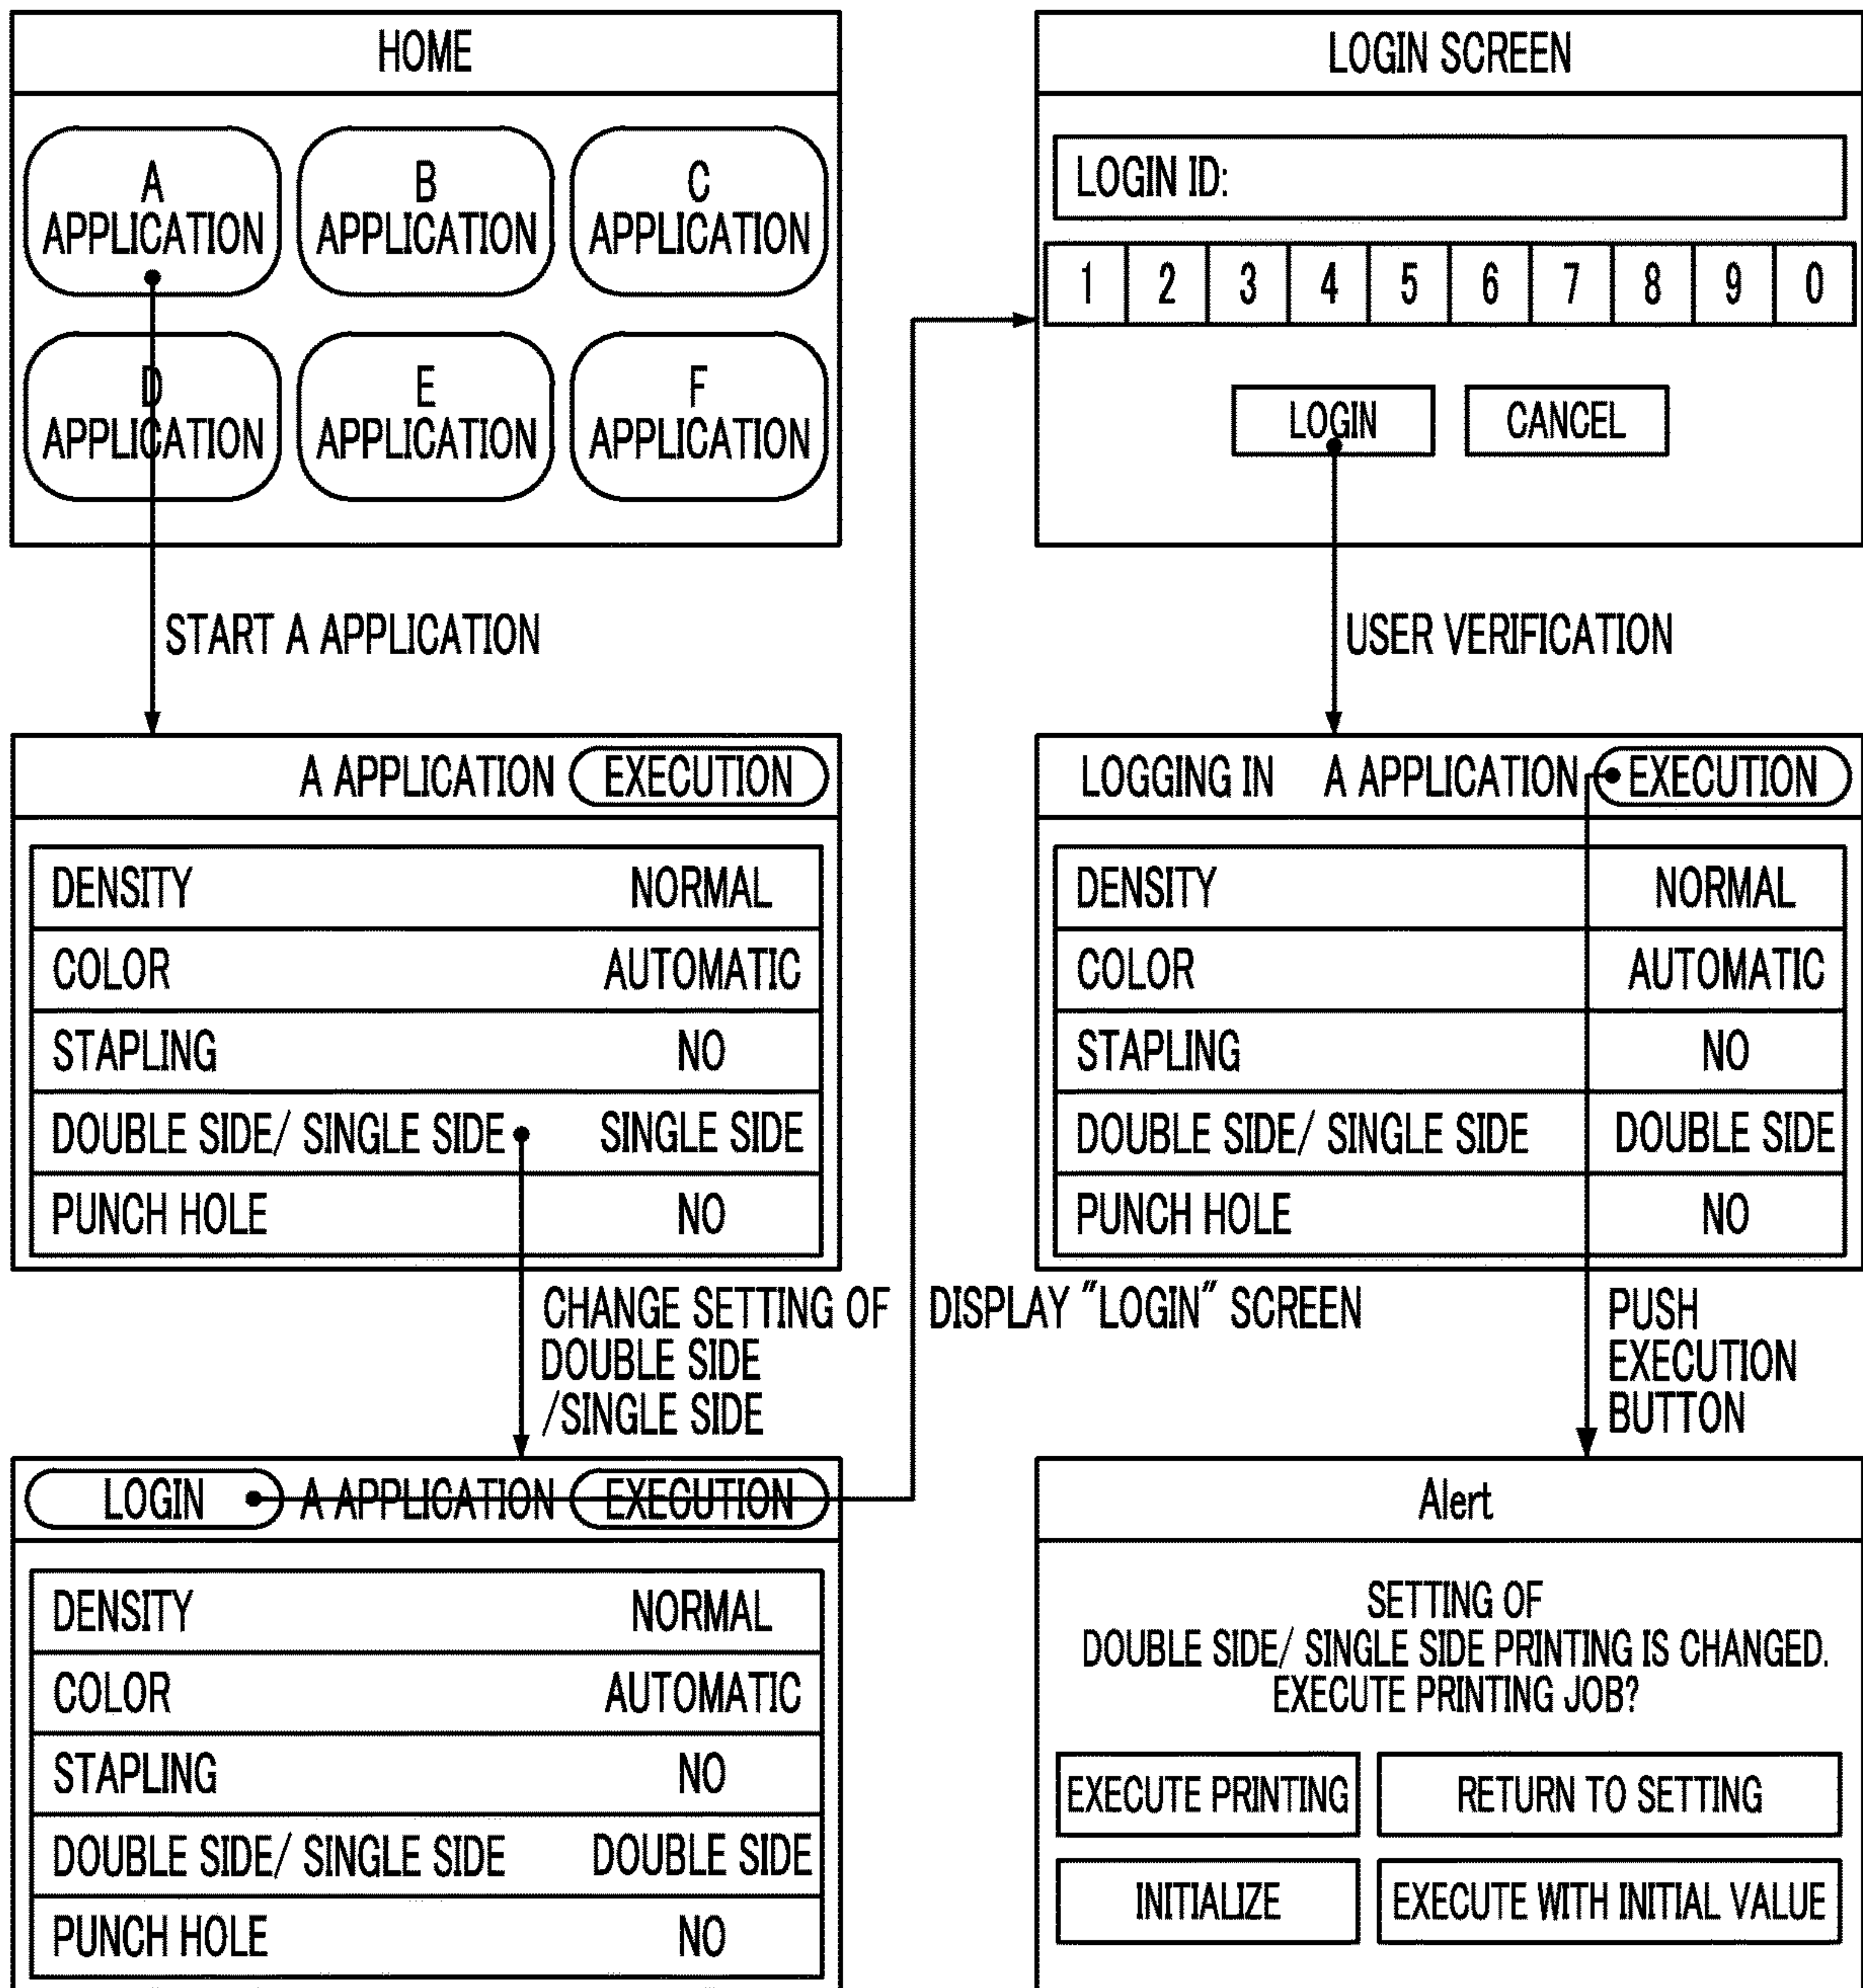 HOME
A
APPLICATION
B
APPLICATION
C
APPLICATION
D
APPLICATION
E
APPLICATION
F
APPLICATION
START A APPLICATION
A APPLICATION EXECUTION
DENSITY NORMAL
COLOR AUTOMATIC
STAPLING NO
DOUBLE SIDE/ SINGLE SIDE SINGLE SIDE
PUNCH HOLE NO
CHANGE SETTING OF
DOUBLE SIDE
/SINGLE SIDE
LOGIN A APPLICATION EXECUTION
DENSITY NORMAL
COLOR AUTOMATIC
STAPLING NO
DOUBLE SIDE/ SINGLE SIDE DOUBLE SIDE
PUNCH HOLE NO
DISPLAY "LOGIN" SCREEN
LOGIN SCREEN
LOGIN ID:
1 2 3 4 5 6 7 8 9 0
LOGIN CANCEL
USER VERIFICATION
LOGGING IN A APPLICATION EXECUTION
DENSITY NORMAL
COLOR AUTOMATIC
STAPLING NO
DOUBLE SIDE/ SINGLE SIDE DOUBLE SIDE
PUNCH HOLE NO
PUSH
EXECUTION
BUTTON
Alert
SETTING OF
DOUBLE SIDE/ SINGLE SIDE PRINTING IS CHANGED.
EXECUTE PRINTING JOB?
EXECUTE PRINTING RETURN TO SETTING
INITIALIZE EXECUTE WITH INITIAL VALUE